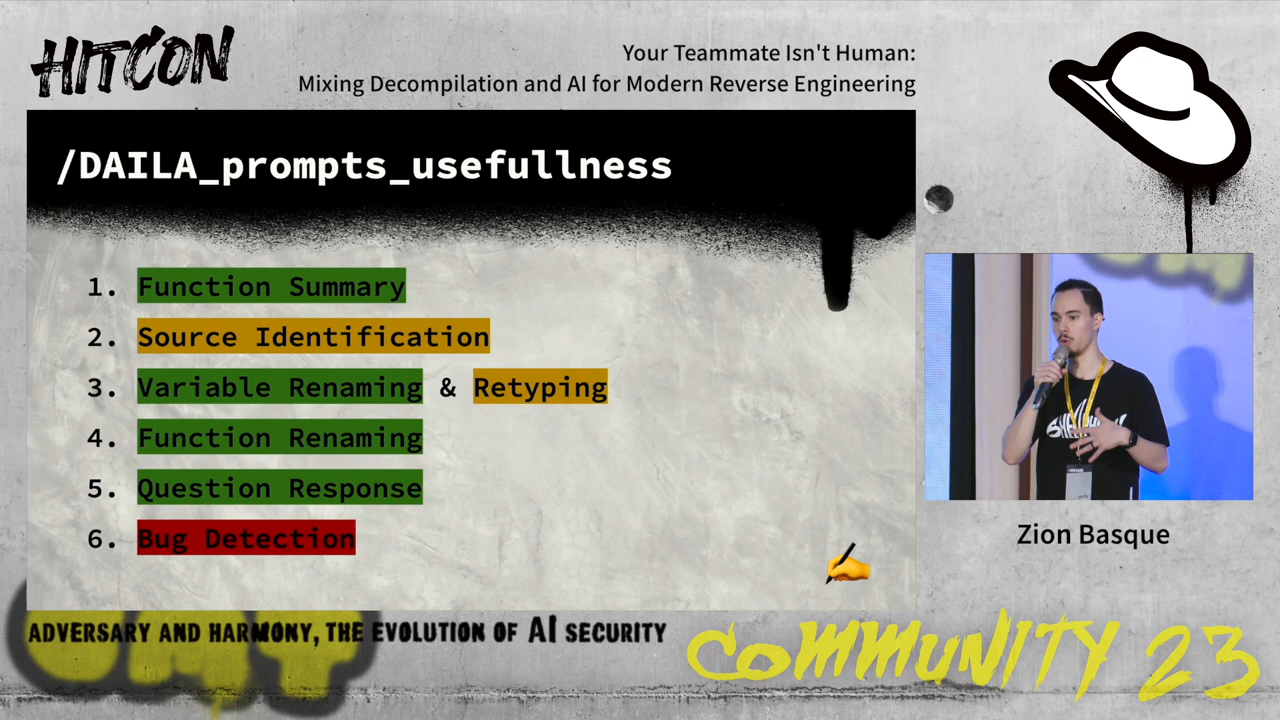 HITCON
Your Teammate Isn't Human:
Mixing Decompilation and AI for Modern Reverse Engineering
/DAILA_prompts_usefullness
1. Function Summary
2. Source Identification
3. Variable Renaming & Retyping
4. Function Renaming
5. Question Response
6. Bug Detection
Zion Basque
ADVERSARY AND HARMONY, THE EVOLUTION OF AI SECURITY
COMMUNITY 23